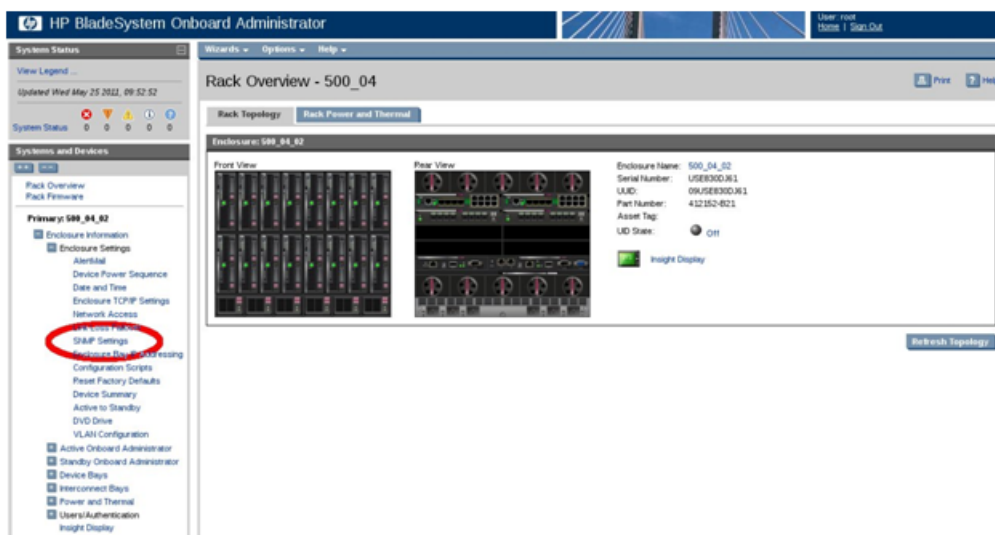 HP BladeSystem Onboard Administrator
User: root
Home | Sign Out
System Status
Wizards Options Help
View Legend ...
Updated Wed May 25 2011, 09:52:52
System Status 0 0 0 0 0
Rack Overview - 500_04
Print Help
Rack Topology Rack Power and Thermal
Systems and Devices
Rack Overview
Rack Firmware
Primary: 500_04_02
Enclosure Information
Enclosure Settings
AlertMail
Device Power Sequence
Date and Time
Enclosure TCP/IP Settings
Network Access
SNMP Settings
Configuration Scripts
Reset Factory Defaults
Device Summary
Active to Standby
DVD Drive
VLAN Configuration
Active Onboard Administrator
Standby Onboard Administrator
Device Bays
Interconnect Bays
Power and Thermal
Users/Authentication
Insight Display
Enclosure: 500_04_02
Front View
Rear View
Enclosure Name: 500_04_02
Serial Number: USE830DJ61
UUID: 09USE830DJ61
Part Number: 412152-B21
Asset Tag:
UID State: Off
Insight Display
Refresh Topology